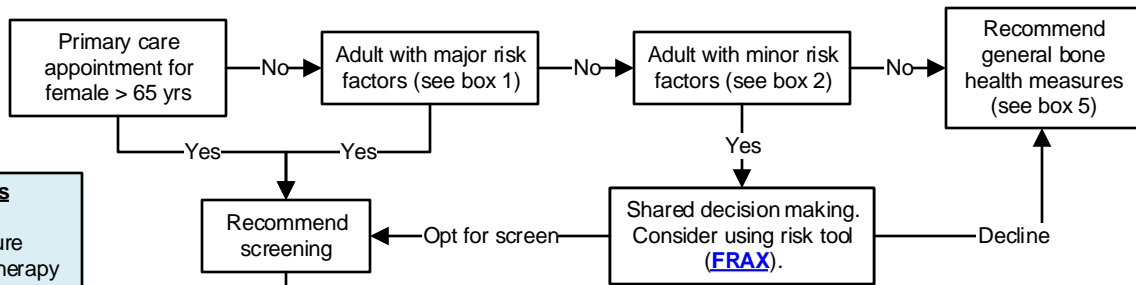 Primary care
appointment for
female > 65 yrs
No
Adult with major risk
factors (see box 1)
No
Adult with minor risk
factors (see box 2)
No
Recommend
general bone
health measures
(see box 5)
Yes
Yes
Yes
Recommend
screening
Opt for screen
Shared decision making.
Consider using risk tool
(FRAX).
Decline